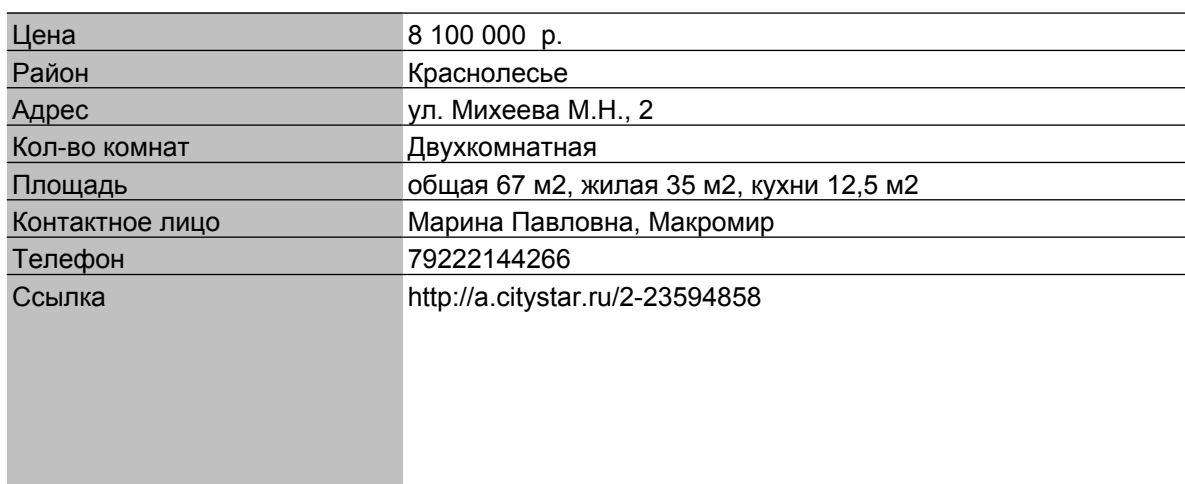 Цена 8 100 000 р.
Район Краснолесье
Адрес ул. Михеева М.Н., 2
Кол-во комнат Двухкомнатная
Площадь общая 67 м2, жилая 35 м2, кухни 12,5 м2
Контактное лицо Марина Павловна, Макромир
Телефон 79222144266
Ссылка http://a.citystar.ru/2-23594858